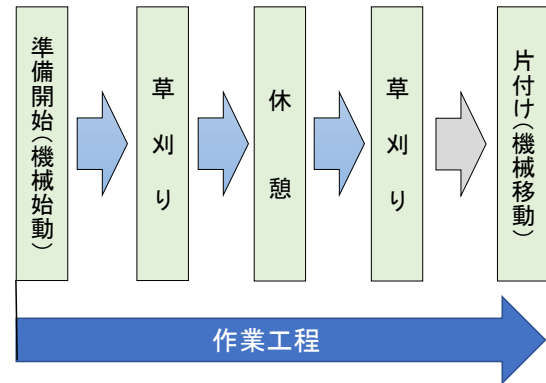 準備開始(機械始動)
草刈り
休憩
草刈り
片付け(機械移動)
作業工程